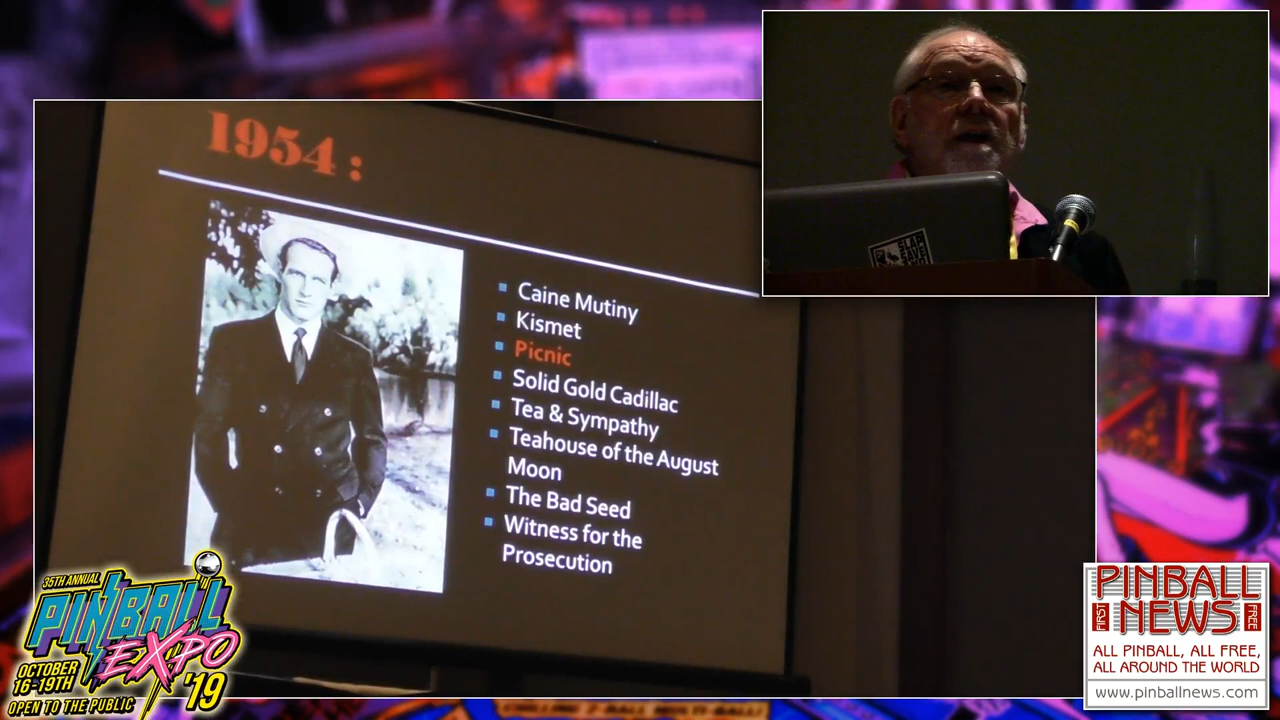 1954:
Caine Mutiny
Kismet
Picnic
Solid Gold Cadillac
Tea & Sympathy
Teahouse of the August
Moon
The Bad Seed
Witness for the
Prosecution
35TH ANNUAL
PINBALL
EXPO
OCTOBER
16-19TH
'19
OPEN TO THE PUBLIC
PINBALL
FIRST
NEWS
FREE
ALL PINBALL, ALL FREE,
ALL AROUND THE WORLD
www.pinballnews.com